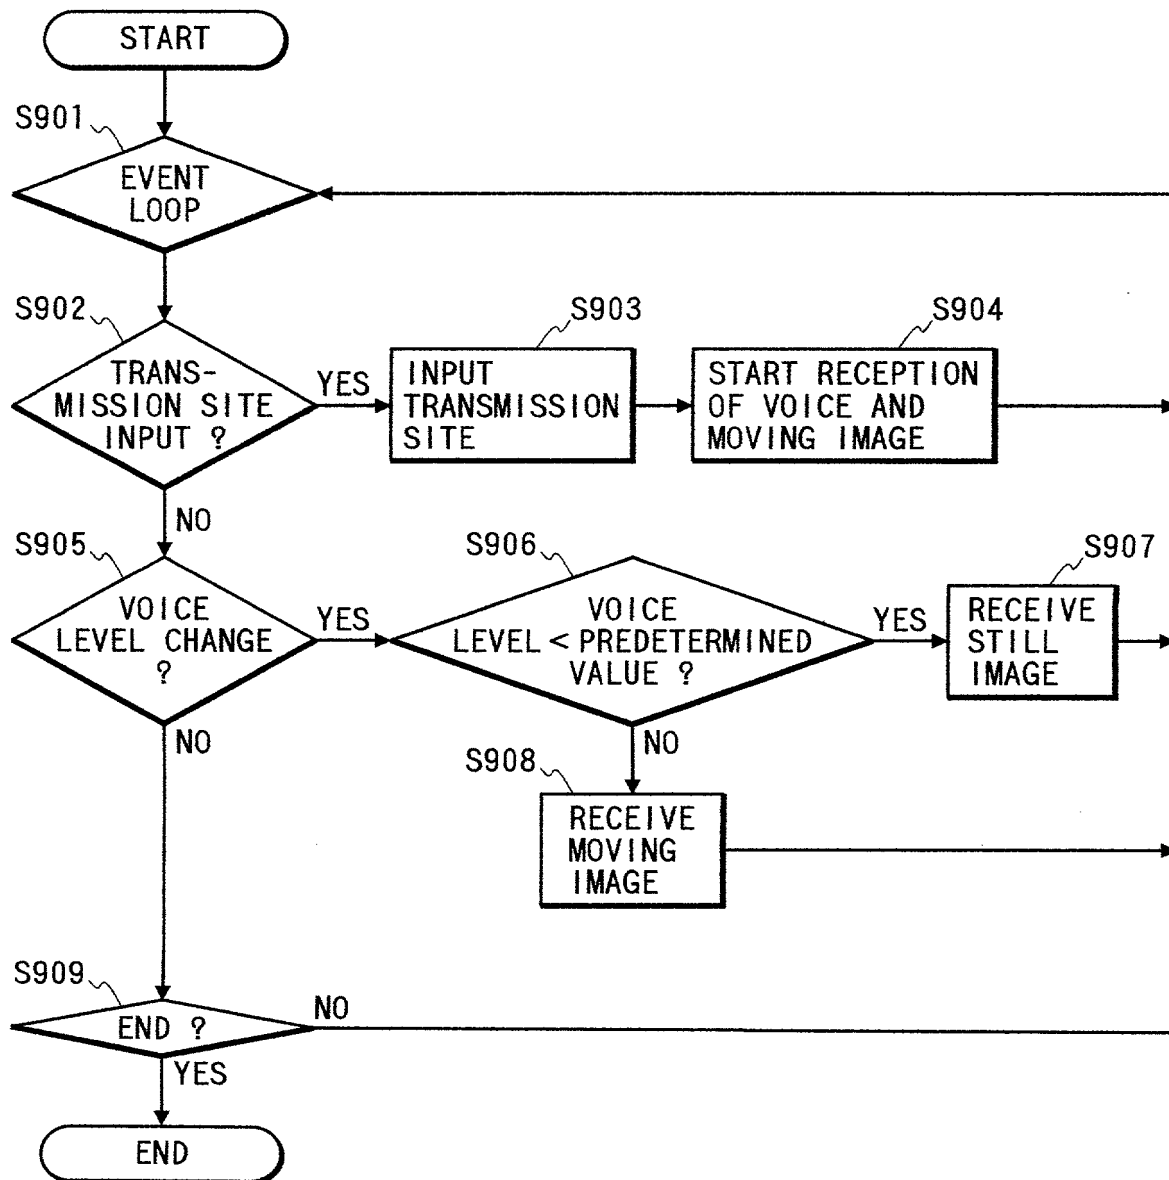 START
S901
EVENT
LOOP
S902
TRANS-
MISSION SITE
INPUT ?
YES
S903
INPUT
TRANSMISSION
SITE
S904
START RECEPTION
OF VOICE AND
MOVING IMAGE
NO
S905
VOICE
LEVEL CHANGE
?
YES
S906
VOICE
LEVEL < PREDETERMINED
VALUE ?
YES
S907
RECEIVE
STILL
IMAGE
NO
NO
S908
RECEIVE
MOVING
IMAGE
S909
END ?
NO
YES
END